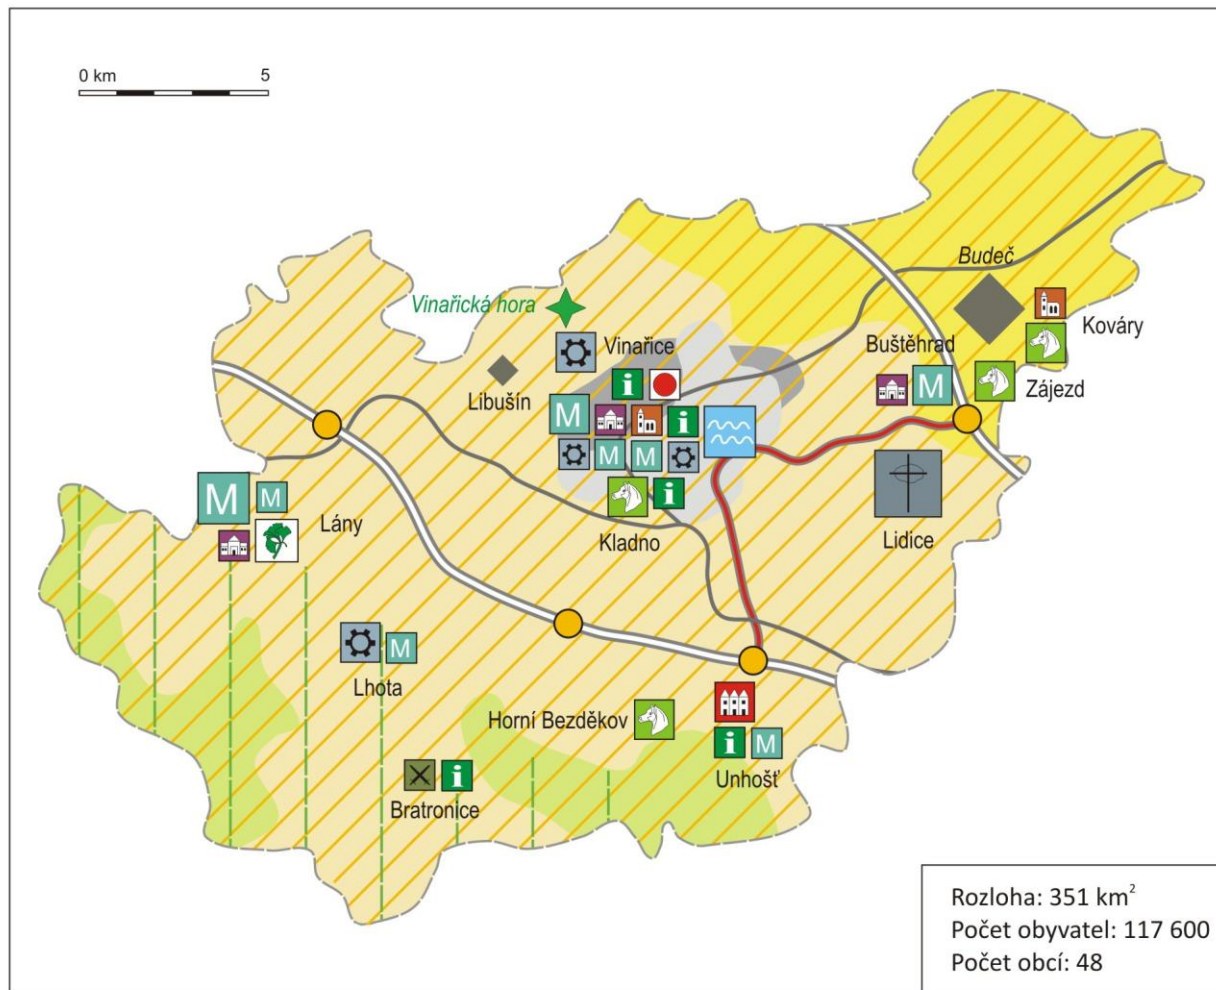 0 km 5
Budeč
Vinařická hora
Kováry
Vinařice
Buštěhrad
i
Libušín
M
Zájezd
M
i
M
M
M
M
i
Lány
Kladno
Lidice
M
Lhota
Horní Bezděkov
i
M
i
Unhošť
Bratronice
Rozloha: 351 km²
Počet obyvatel: 117 600
Počet obcí: 48